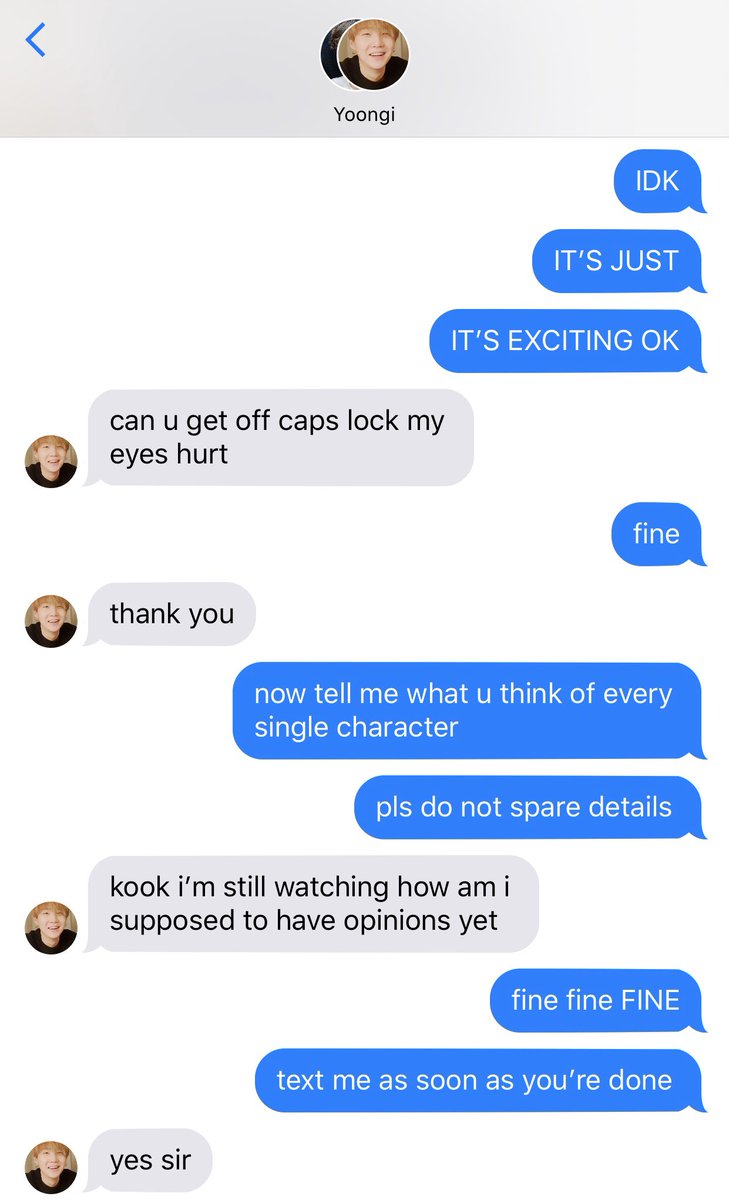 Yoongi
IDK
IT’S JUST
IT’S EXCITING OK
can u get off caps lock my
eyes hurt
fine
thank you
now tell me what u think of every
single character
pls do not spare details
kook i’m still watching how am i
supposed to have opinions yet
fine fine FINE
text me as soon as you’re done
yes sir